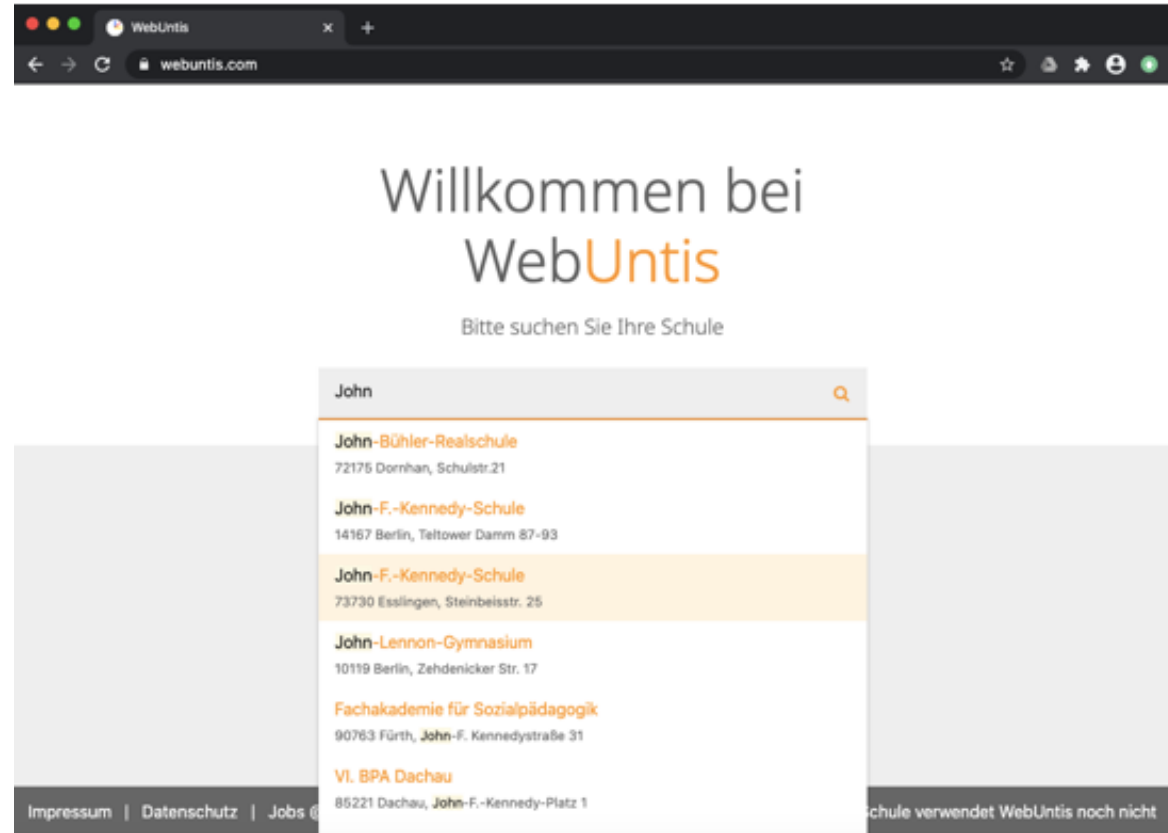 WebUntis
webuntis.com
Willkommen bei
WebUntis
Bitte suchen Sie Ihre Schule
John
John-Bühler-Realschule
72175 Dornhan, Schulstr.21
John-F.-Kennedy-Schule
14167 Berlin, Teltower Damm 87-93
John-F.-Kennedy-Schule
73730 Esslingen, Steinbeisstr. 25
John-Lennon-Gymnasium
10119 Berlin, Zehdenicker Str. 17
Fachakademie für Sozialpädagogik
90763 Fürth, John-F. Kennedystraße 31
VI. BPA Dachau
85221 Dachau, John-F.-Kennedy-Platz 1
Impressum | Datenschutz | Jobs @ chule verwendet WebUntis noch nicht